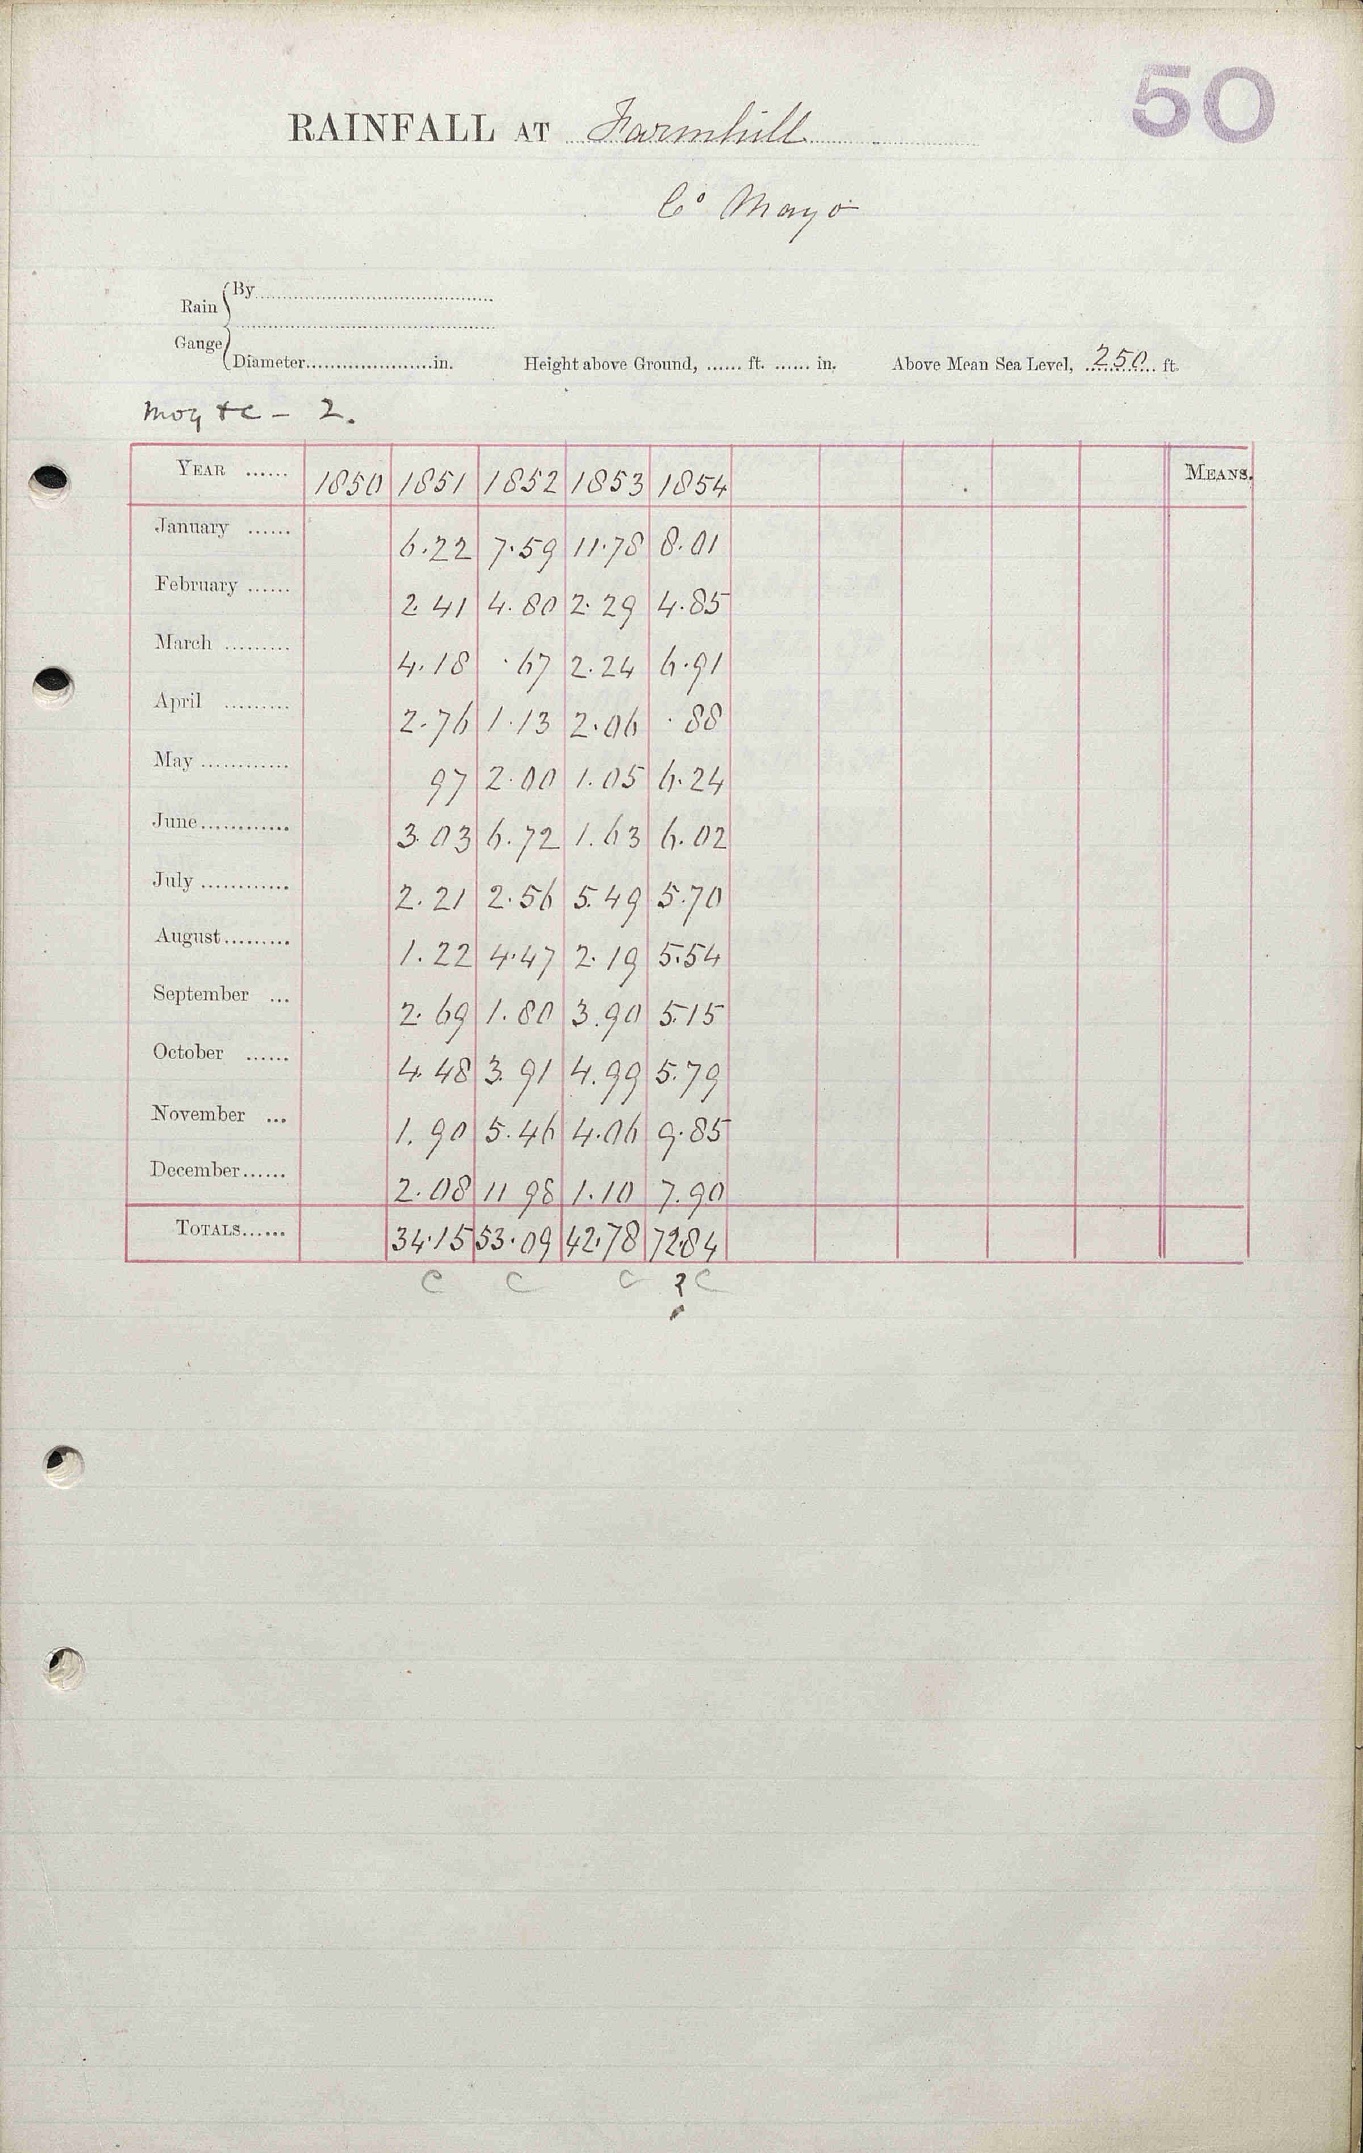 50
RAINFALL AT Farmhill
Co Mayo
Rain Gauge { By
Diameter in. Height above Ground, ...... ft. ...... in. Above Mean Sea Level, 250 ft.
2.
YEAR ...... 1850 1851 1852 1853 1854 MEANS.
January ...... 6.22 7.59 11.78 8.01
February ...... 2.41 4.80 2.29 4.85
March ......... 4.18 .67 2.24 6.91
April ......... 2.76 1.13 2.06 .88
May ............ 97 2.00 1.05 6.24
June............ 3.03 6.72 1.63 6.02
July ............ 2.21 2.56 5.49 5.70
August......... 1.22 4.47 2.19 5.54
September ... 2.69 1.80 3.90 5.15
October ...... 4.48 3.91 4.99 5.79
November ... 1.90 5.46 4.06 9.85
December...... 2.08 11 98 1.10 7.90
TOTALS...... 34.15 53.09 42.78 72.84
C C C ? C